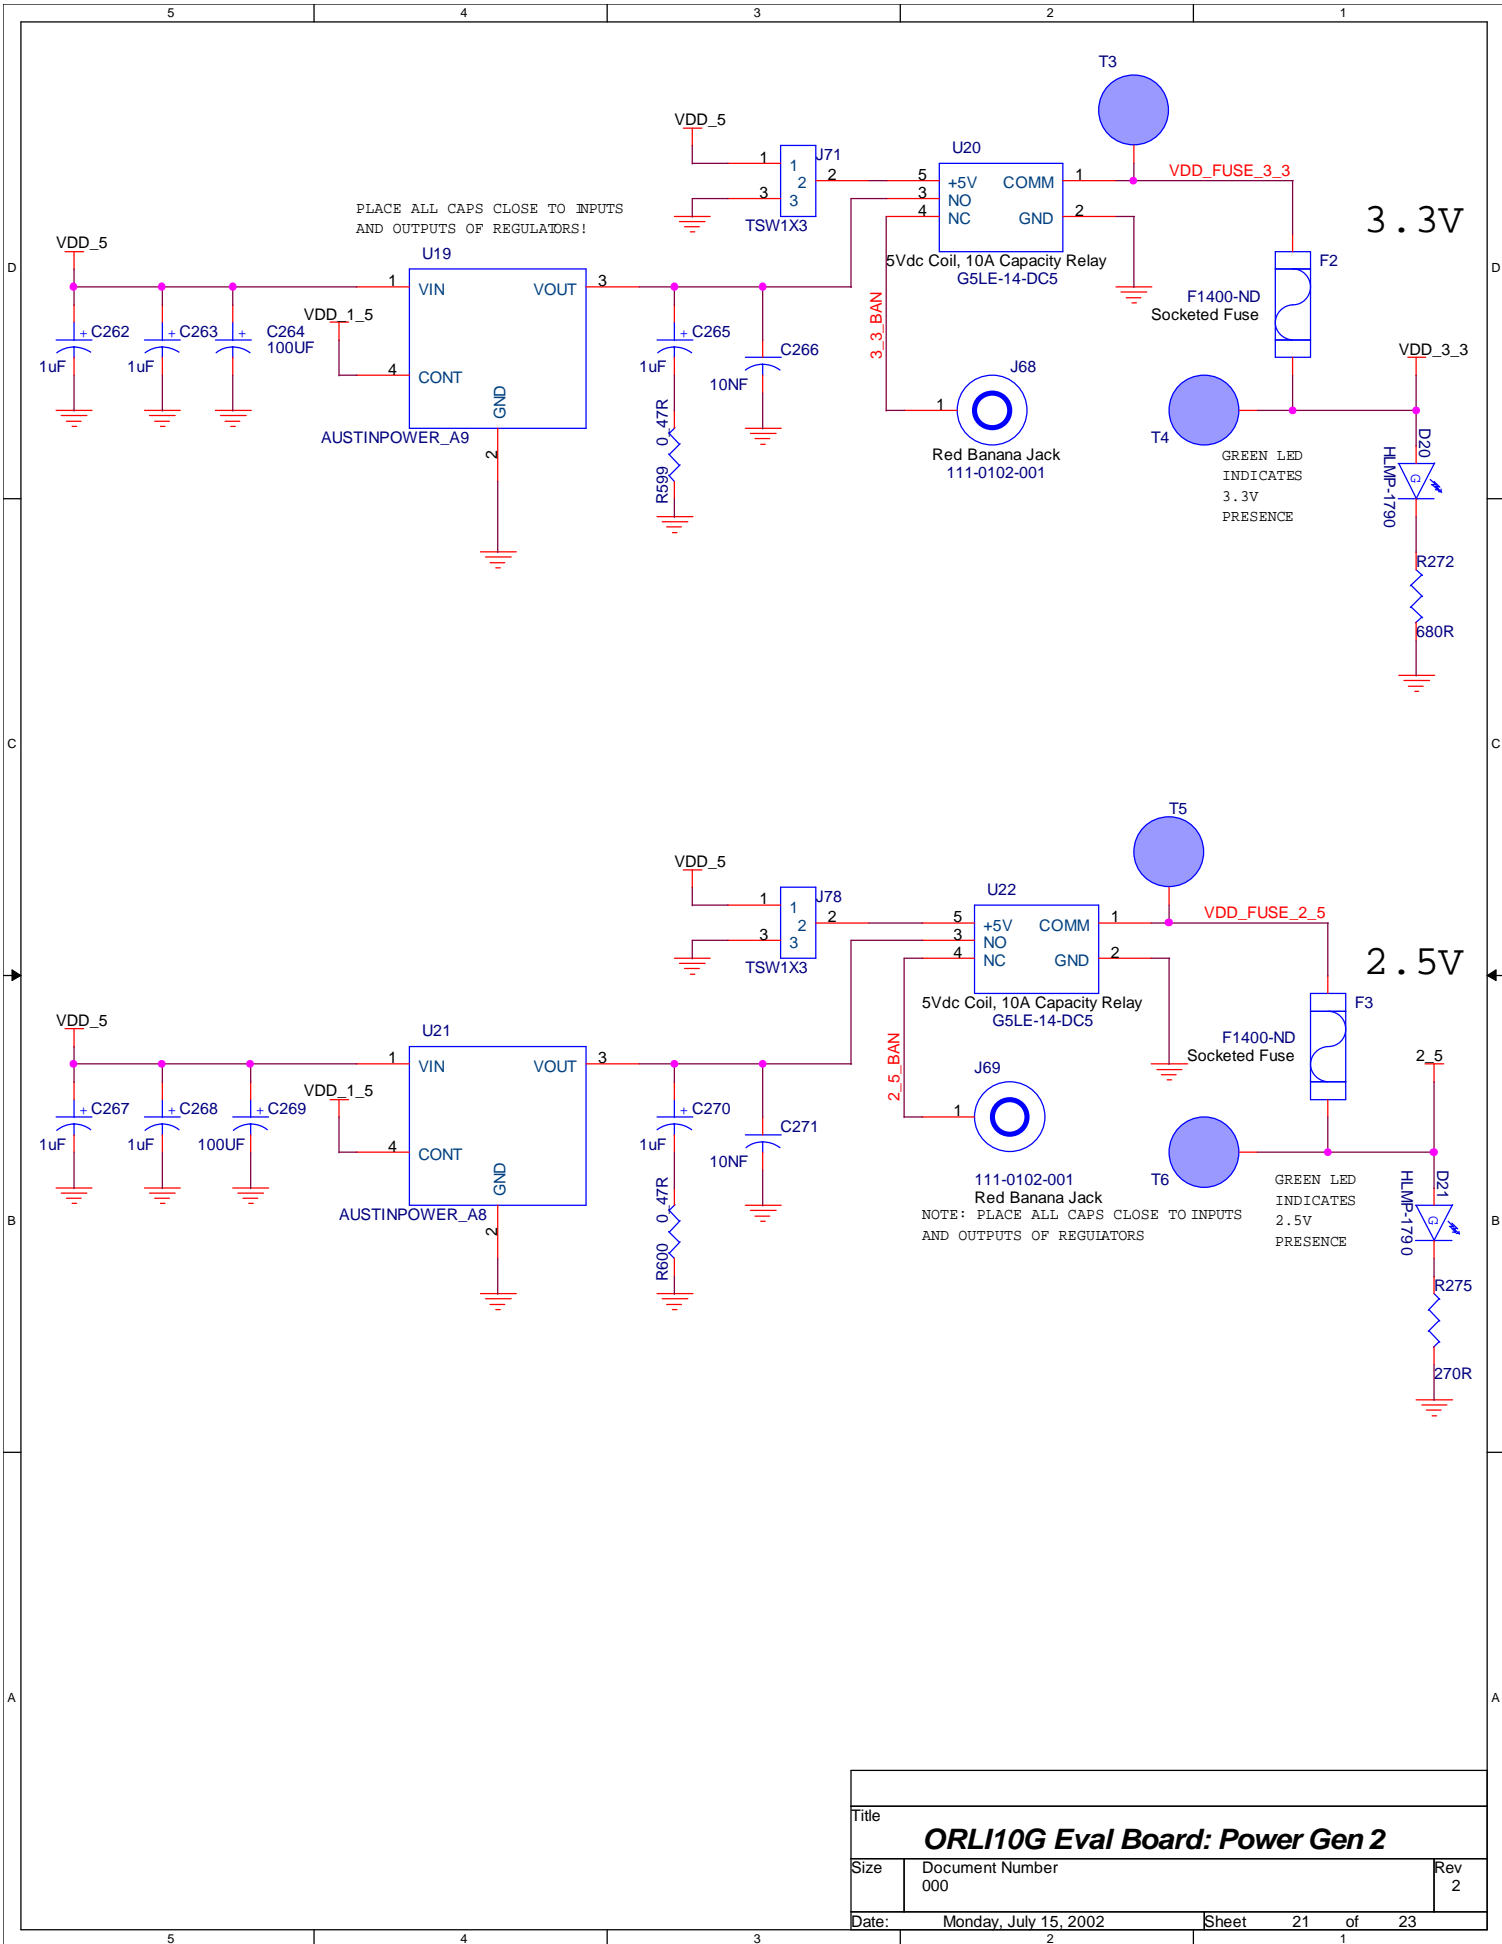 5 4 3 2 1
T3
VDD_5
J71
U20
1 1
2 2
3 3
TSW1X3
5 +5V COMM 1
3 NO
4 NC GND 2
VDD_FUSE_3_3
3.3V
PLACE ALL CAPS CLOSE TO INPUTS
AND OUTPUTS OF REGULATORS!
5Vdc Coil, 10A Capacity Relay
G5LE-14-DC5
D D
VDD_5
U19
1 VIN VOUT 3
F2
F1400-ND
Socketed Fuse
VDD_1_5
+ C262
1uF
+ C263
1uF
+ C264
100UF
4 CONT
GND
2
AUSTINPOWER_A9
+ C265
1uF
C266
10NF
R599 0_47R
3_3_BAN
J68
1
Red Banana Jack
111-0102-001
VDD_3_3
T4
GREEN LED
INDICATES
3.3V
PRESENCE
D20
HLMP-1790
G
R272
680R
C C
T5
VDD_5
J78
U22
1 1
2 2
3 3
TSW1X3
5 +5V COMM 1
3 NO
4 NC GND 2
VDD_FUSE_2_5
2.5V
5Vdc Coil, 10A Capacity Relay
G5LE-14-DC5
VDD_5
U21
1 VIN VOUT 3
F3
F1400-ND
Socketed Fuse
2_5
VDD_1_5
+ C267
1uF
+ C268
1uF
+ C269
100UF
4 CONT
GND
2
AUSTINPOWER_A8
+ C270
1uF
C271
10NF
R600 0_47R
2_5_BAN
J69
1
111-0102-001
Red Banana Jack
NOTE: PLACE ALL CAPS CLOSE TO INPUTS
AND OUTPUTS OF REGULATORS
T6
GREEN LED
INDICATES
2.5V
PRESENCE
D21
HLMP-1790
G
B B
R275
270R
A A
Title
ORLI10G Eval Board: Power Gen 2
Size Document Number Rev
000 2
Date: Monday, July 15, 2002 Sheet 21 of 23
5 4 3 2 1